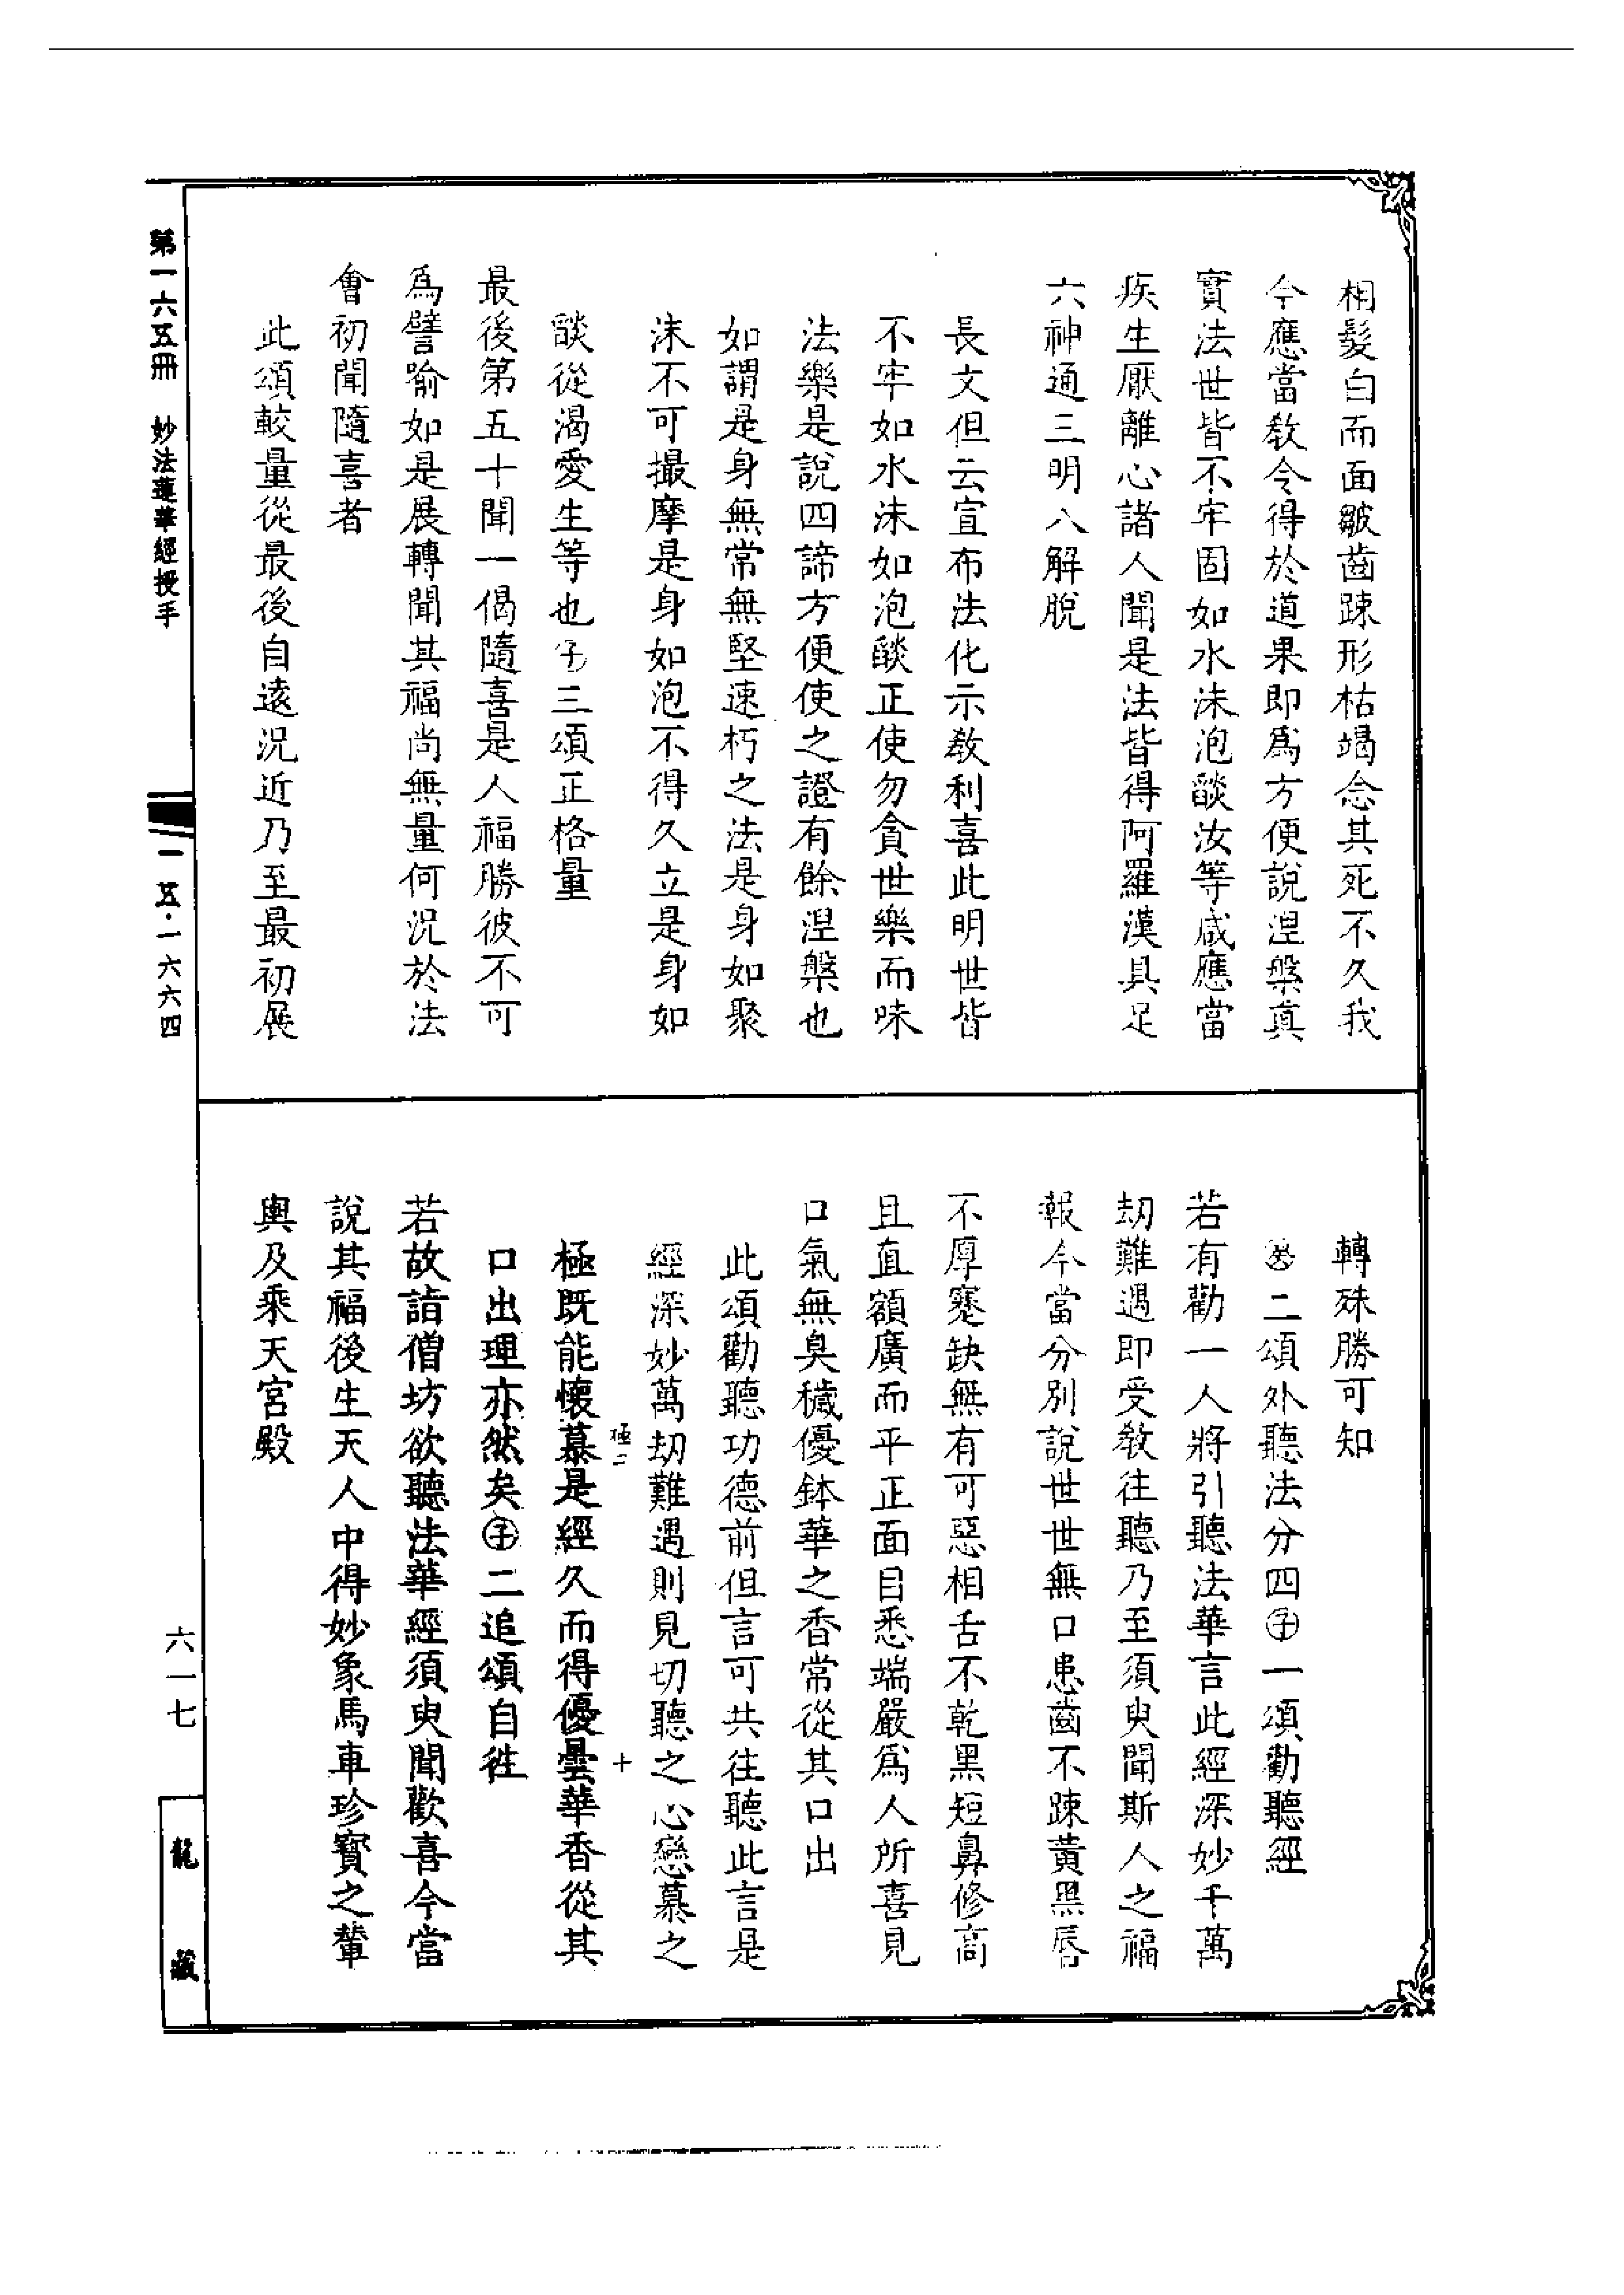 相髮白而面皺齒踈形枯竭念其死不久我
今應當教令得於道果即為方便說涅槃真
實法世皆不牢固如水沫泡燄汝等咸應當
疾生厭離心諸人聞是法皆得阿羅漢具足
六神通三明八解脫
長文但云宣布法化示教利喜此明世皆
不牢如水沫如泡燄正使勿貪世樂而味
法樂是說四諦方便使之證有餘涅槃也
如謂是身無常無堅速朽之法是身如聚
沫不可撮摩是身如泡不得久立是身如
燄從渴愛生等也㊉三頌正格量
最後第五十聞一偈隨喜是人福勝彼不可
為譬喻如是展轉聞其福尚無量何況於法
會初聞隨喜者
此頌較量從最後自遠況近乃至最初展
轉殊勝可知
二頌外聽法分四子一頌勸聽經
若有勸一人將引聽法華言此經深妙千萬
劫難遇即受教往聽乃至須臾聞斯人之福
報今當分別說世世無口患齒不踈黃黑脣
不厚褰缺無有可惡相舌不乾黑短鼻修高
且直額廣而平正面目悉端嚴為人所喜見
口氣無臭穢優鉢華之香常從其口出
此頌勸聽功德前但言可共往聽此言是
經深妙萬劫難遇則見切聽之心戀慕之
極既能懷慕是經久而得優曇華香從其
口出理亦然矣子二追頌自往
若故詣僧坊欲聽法華經須臾聞歡喜今當
說其福後生天人中得妙象馬車珍寶之輦
輿及乘天宮殿
極二
十
第一六五冊 妙法蓮華經授手
一五·一六六四
六一七
龍藏